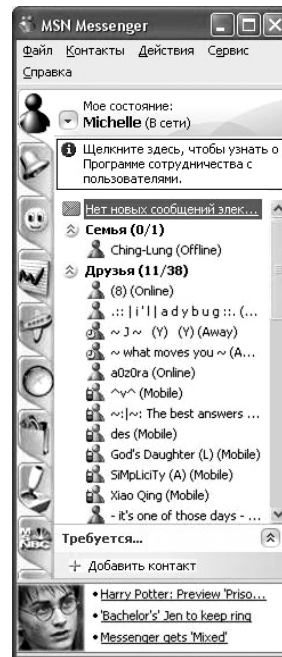 MSN Messenger
Файл Контакты Действия Сервис
Справка
Мое состояние:
Michelle (В сети)
Щелкните здесь, чтобы узнать о
Программе сотрудничества с
пользователями.
Нет новых сообщений элек...
Семья (0/1)
Ching-Lung (Offline)
Друзья (11/38)
(8) (Online)
.:: | i ' l | a d y b u g ::. (...
~ J ~ (Y) (Y) (Away)
~ what moves you ~ (A...
a0z0ra (Online)
^v^ (Mobile)
~:|~: The best answers ...
des (Mobile)
God's Daughter (L) (Mobile)
SiMpLiciTy (A) (Mobile)
Xiao Qing (Mobile)
- it's one of those days - ...
Требуется...
+ Добавить контакт
MSNBC
• Harry Potter: Preview 'Priso...
• 'Bachelor's' Jen to keep ring
• Messenger gets 'Mixed'